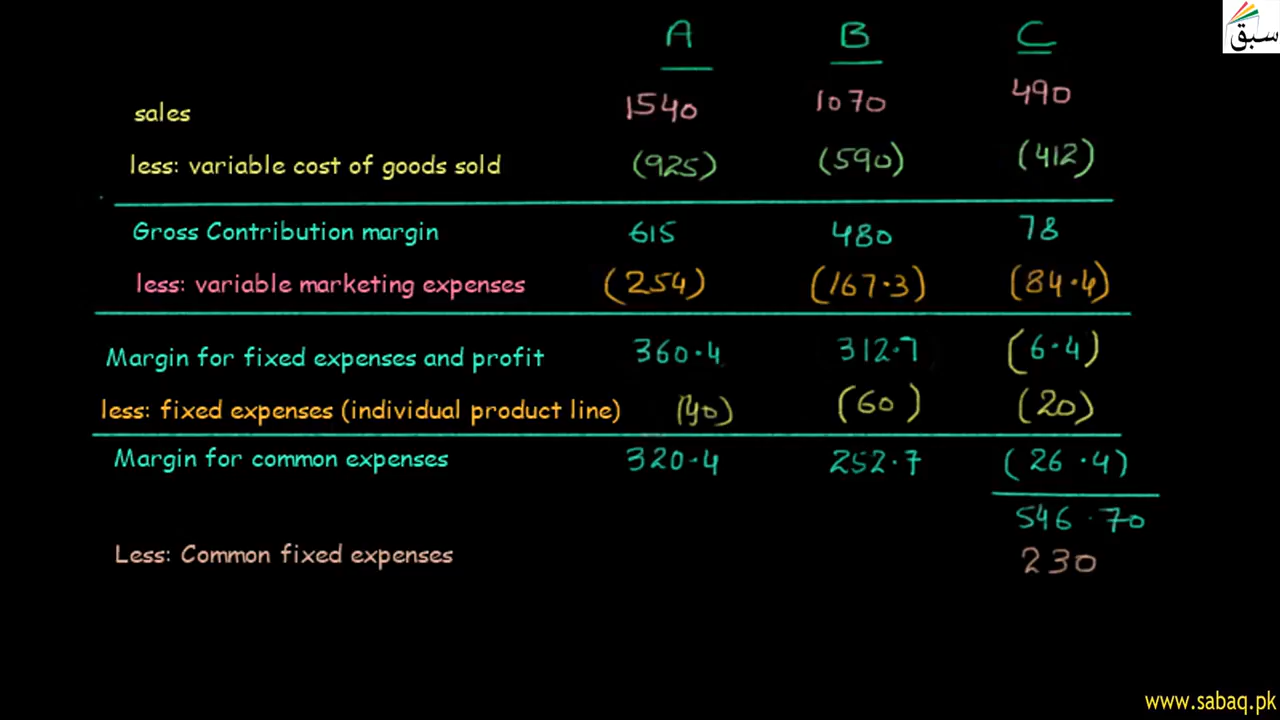 سبق
A B C
sales 1540 1070 490
less: variable cost of goods sold (925) (590) (412)
Gross Contribution margin 615 480 78
less: variable marketing expenses (254) (167.3) (84.4)
Margin for fixed expenses and profit 360.4 312.7 (6.4)
less: fixed expenses (individual product line) (40) (60) (20)
Margin for common expenses 320.4 252.7 (26.4)
546.70
Less: Common fixed expenses 230
www.sabaq.pk